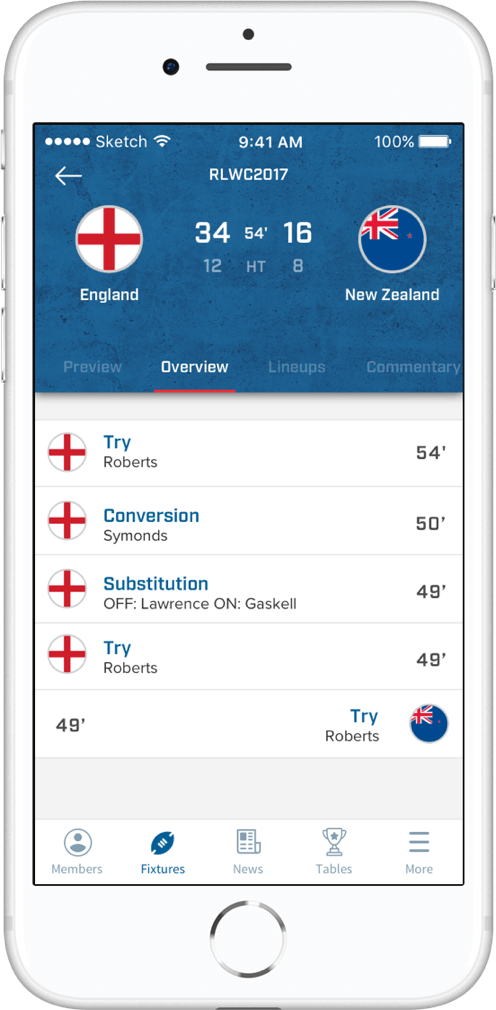 Sketch 9:41 AM 100%
RLWC2017
34 54' 16
12 HT 8
England New Zealand
Preview Overview Lineups Commentary
Try
Roberts
54'
Conversion
Symonds
50’
Substitution
OFF: Lawrence ON: Gaskell
49’
Try
Roberts
49’
49’
Try
Roberts
Members Fixtures News Tables More